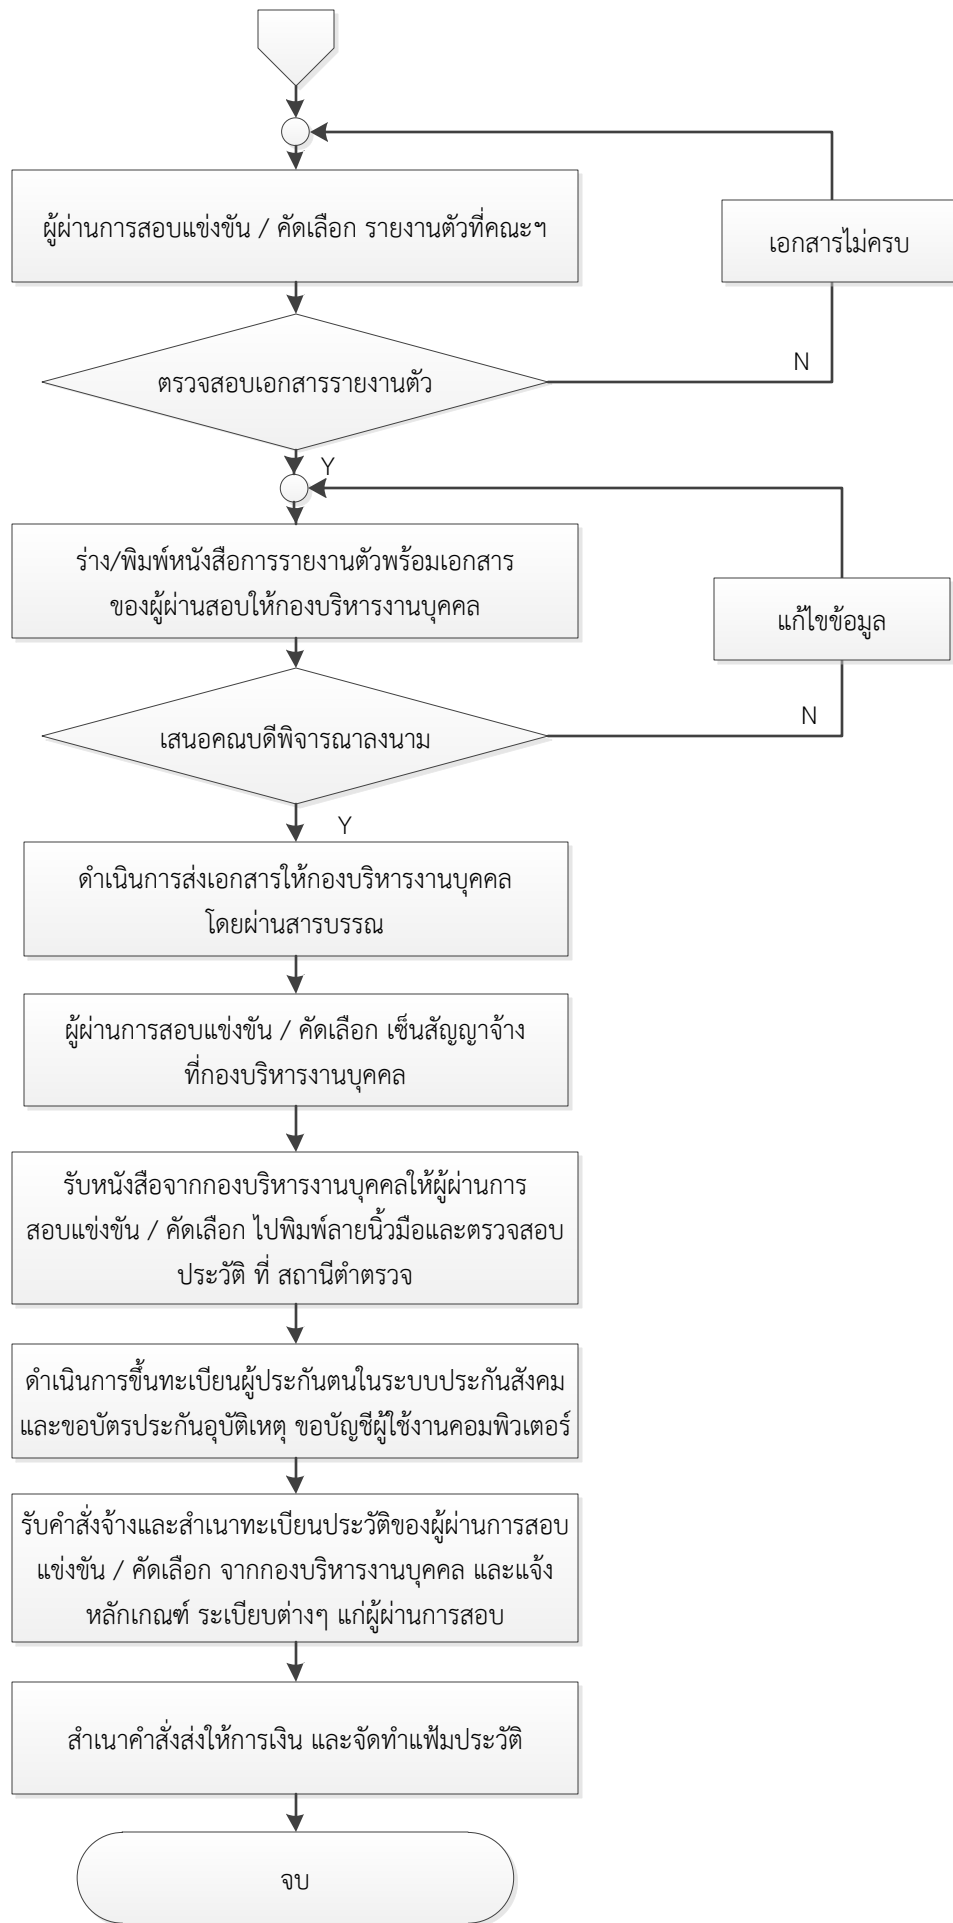 ผู้ผ่านการสอบแข่งขัน / คัดเลือก รายงานตัวที่คณะฯ
เอกสารไม่ครบ
ตรวจสอบเอกสารรายงานตัว
N
Y
ร่าง/พิมพ์หนังสือการรายงานตัวพร้อมเอกสาร
ของผู้ผ่านสอบให้กองบริหารงานบุคคล
แก้ไขข้อมูล
เสนอคณบดีพิจารณาลงนาม
N
Y
ดำเนินการส่งเอกสารให้กองบริหารงานบุคคล
โดยผ่านสารบรรณ
ผู้ผ่านการสอบแข่งขัน / คัดเลือก เซ็นสัญญาจ้าง
ที่กองบริหารงานบุคคล
รับหนังสือจากกองบริหารงานบุคคลให้ผู้ผ่านการ
สอบแข่งขัน / คัดเลือก ไปพิมพ์ลายนิ้วมือและตรวจสอบ
ประวัติ ที่ สถานีตำตรวจ
ดำเนินการขึ้นทะเบียนผู้ประกันตนในระบบประกันสังคม
และขอบัตรประกันอุบัติเหตุ ขอบัญชีผู้ใช้งานคอมพิวเตอร์
รับคำสั่งจ้างและสำเนาทะเบียนประวัติของผู้ผ่านการสอบ
แข่งขัน / คัดเลือก จากกองบริหารงานบุคคล และแจ้ง
หลักเกณฑ์ ระเบียบต่างๆ แก่ผู้ผ่านการสอบ
สำเนาคำสั่งส่งให้การเงิน และจัดทำแฟ้มประวัติ
จบ